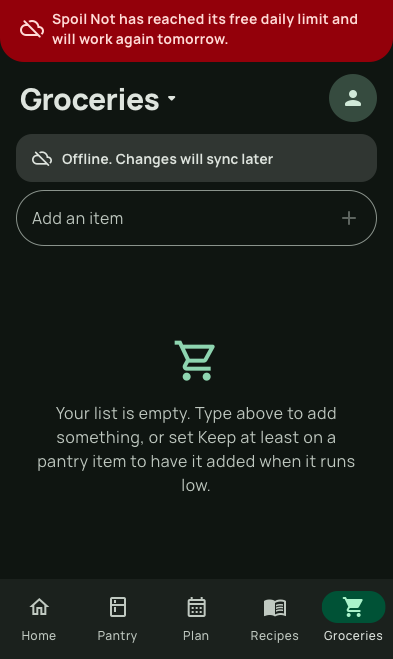 Spoil Not has reached its free daily limit and
will work again tomorrow.
Groceries
Offline. Changes will sync later
Add an item
Your list is empty. Type above to add
something, or set Keep at least on a
pantry item to have it added when it runs
low.
Home
Pantry
Plan
Recipes
Groceries